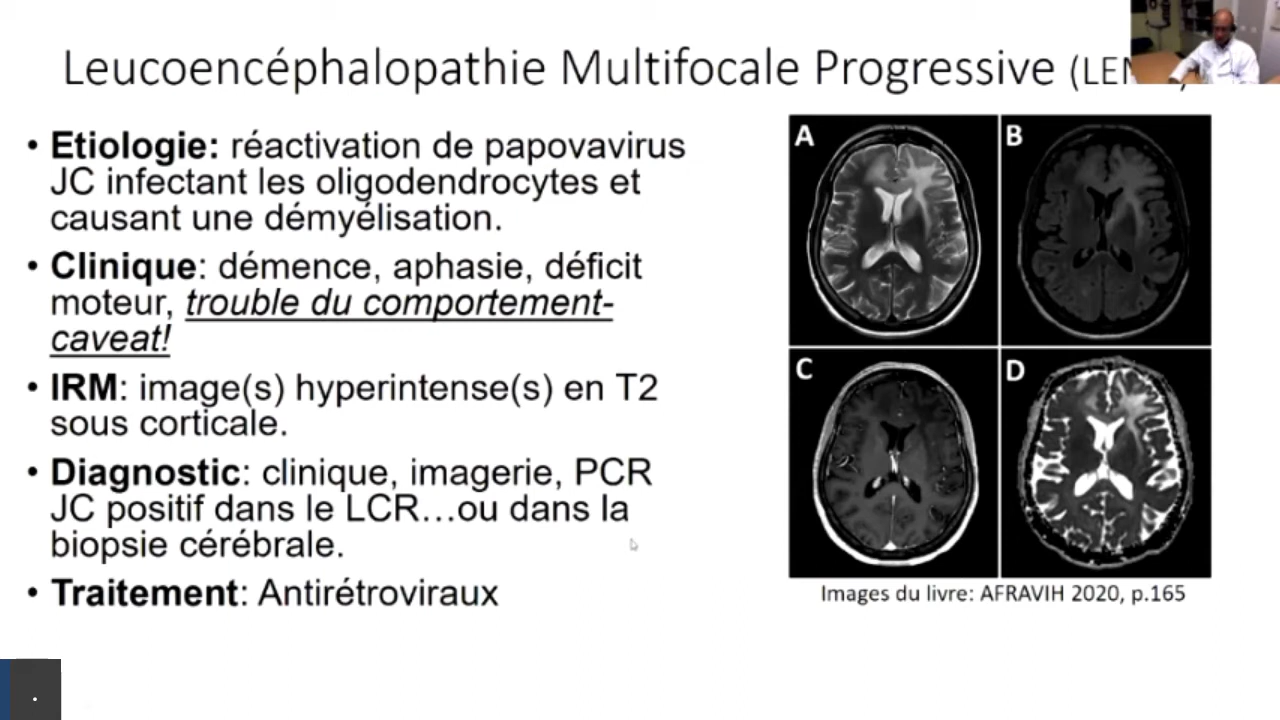 Leucoencéphalopathie Multifocale Progressive
• Etiologie: réactivation de papovavirus
JC infectant les oligodendrocytes et
causant une démyélisation.
• Clinique: démence, aphasie, déficit
moteur, trouble du comportement-
caveat!
• IRM: image(s) hyperintense(s) en T2
sous corticale.
• Diagnostic: clinique, imagerie, PCR
JC positif dans le LCR…ou dans la
biopsie cérébrale.
• Traitement: Antirétroviraux
A
B
C
D
Images du livre: AFRAVIH 2020, p.165